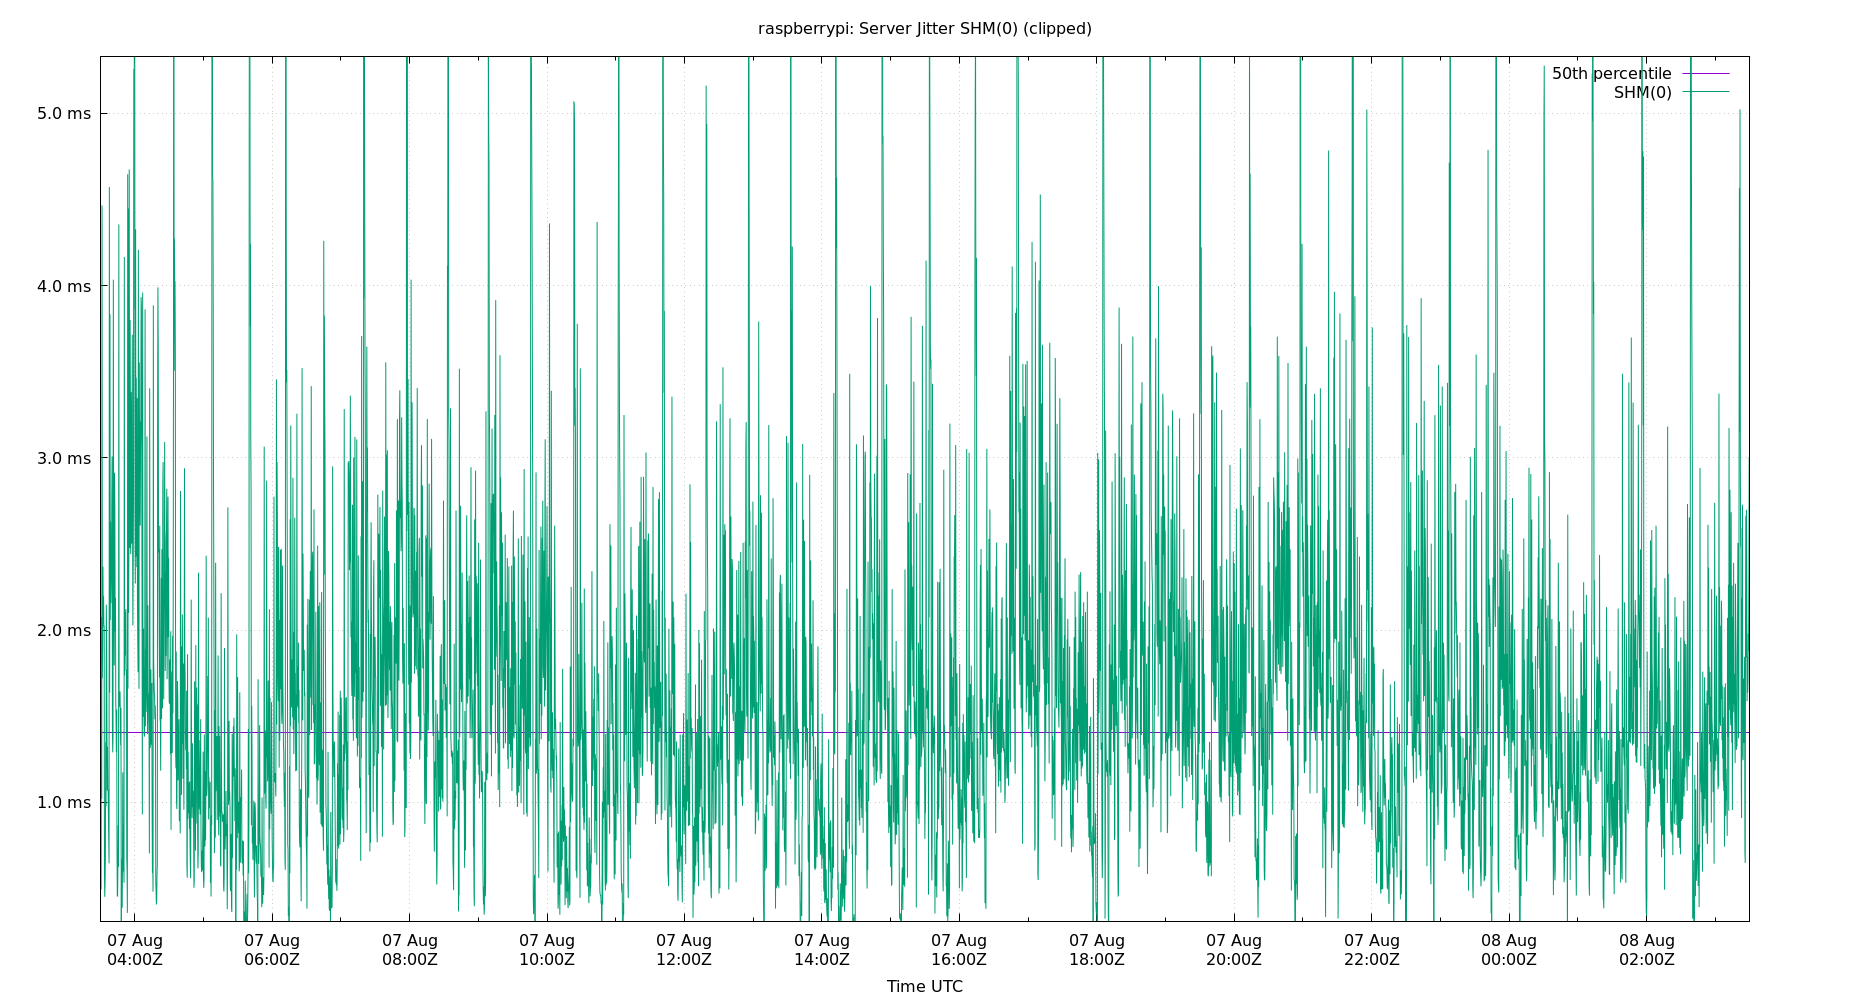 raspberrypi: Server Jitter SHM(0) (clipped)
50th percentile
SHM(0)
5.0 ms
4.0 ms
3.0 ms
2.0 ms
1.0 ms
07 Aug 07 Aug 07 Aug 07 Aug 07 Aug 07 Aug 07 Aug 07 Aug 07 Aug 07 Aug 08 Aug 08 Aug
04:00Z 06:00Z 08:00Z 10:00Z 12:00Z 14:00Z 16:00Z 18:00Z 20:00Z 22:00Z 00:00Z 02:00Z
Time UTC